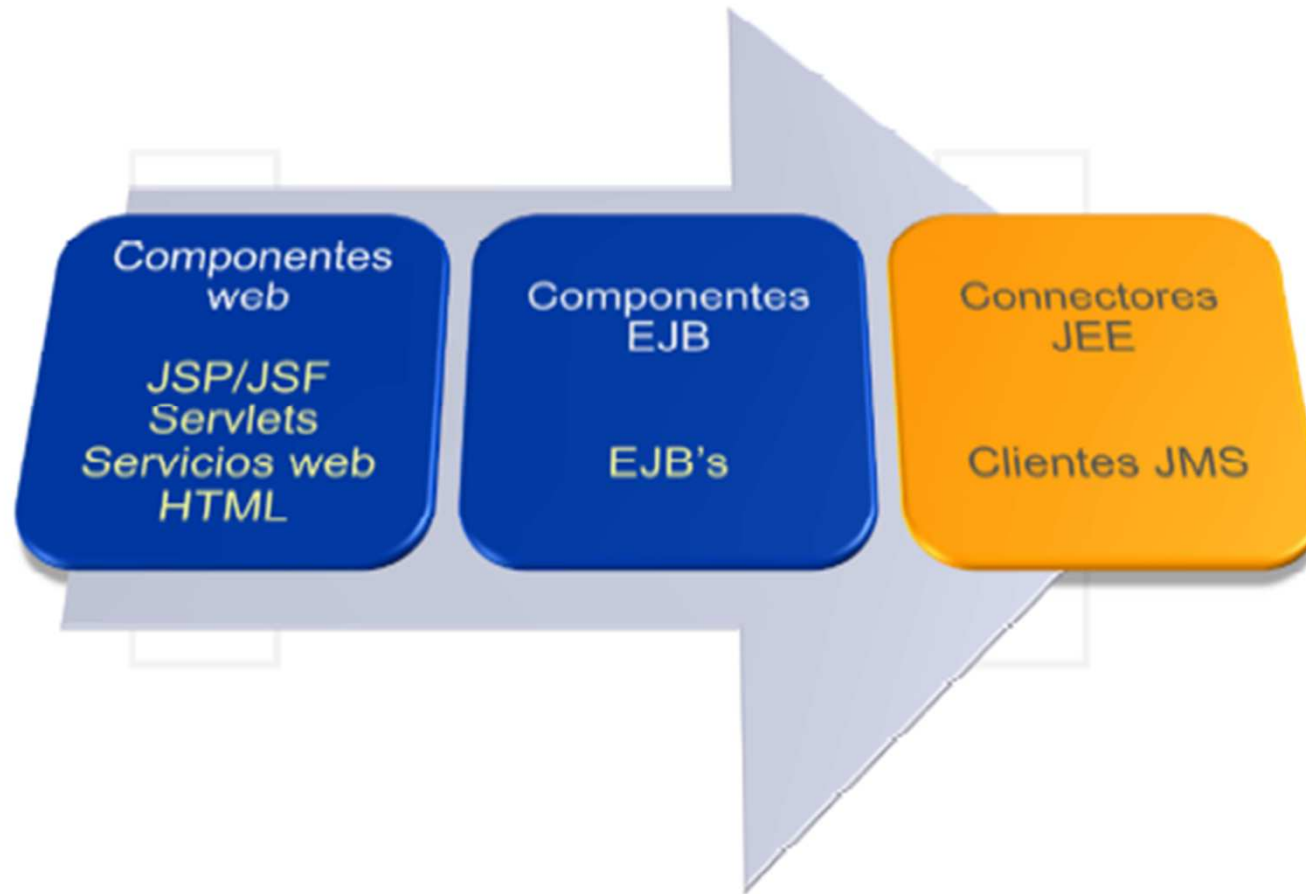 Componentes
web
JSP/JSF
Servlets
Servicios web
HTML
Componentes
EJB
EJB's
Connectores
JEE
Clientes JMS